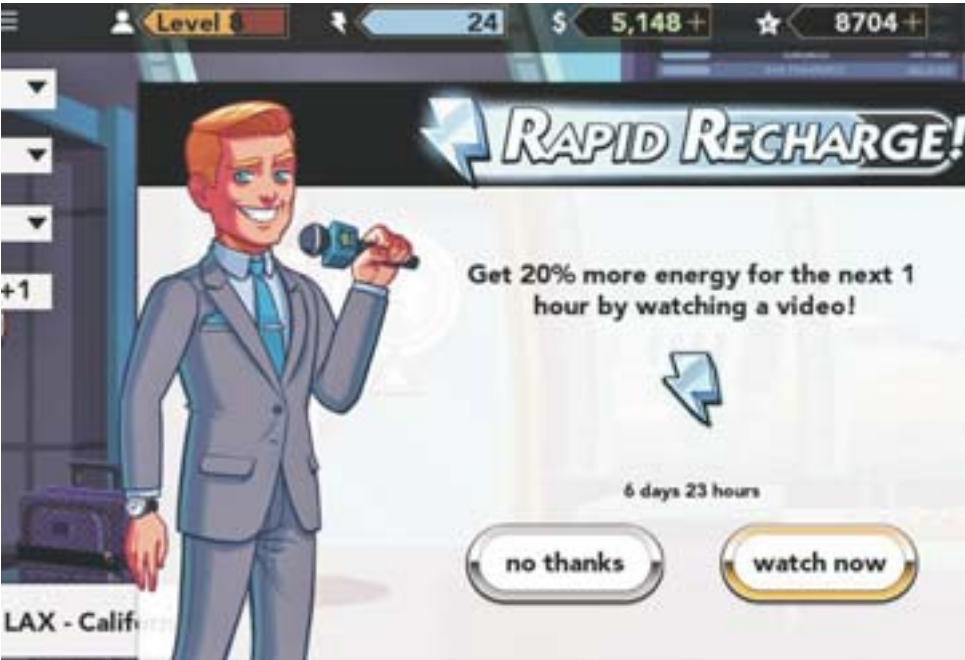 Level 8
24
$ 5,148 +
8704 +
RAPID RECHARGE!
+1
Get 20% more energy for the next 1
hour by watching a video!
6 days 23 hours
no thanks
watch now
LAX - Califo